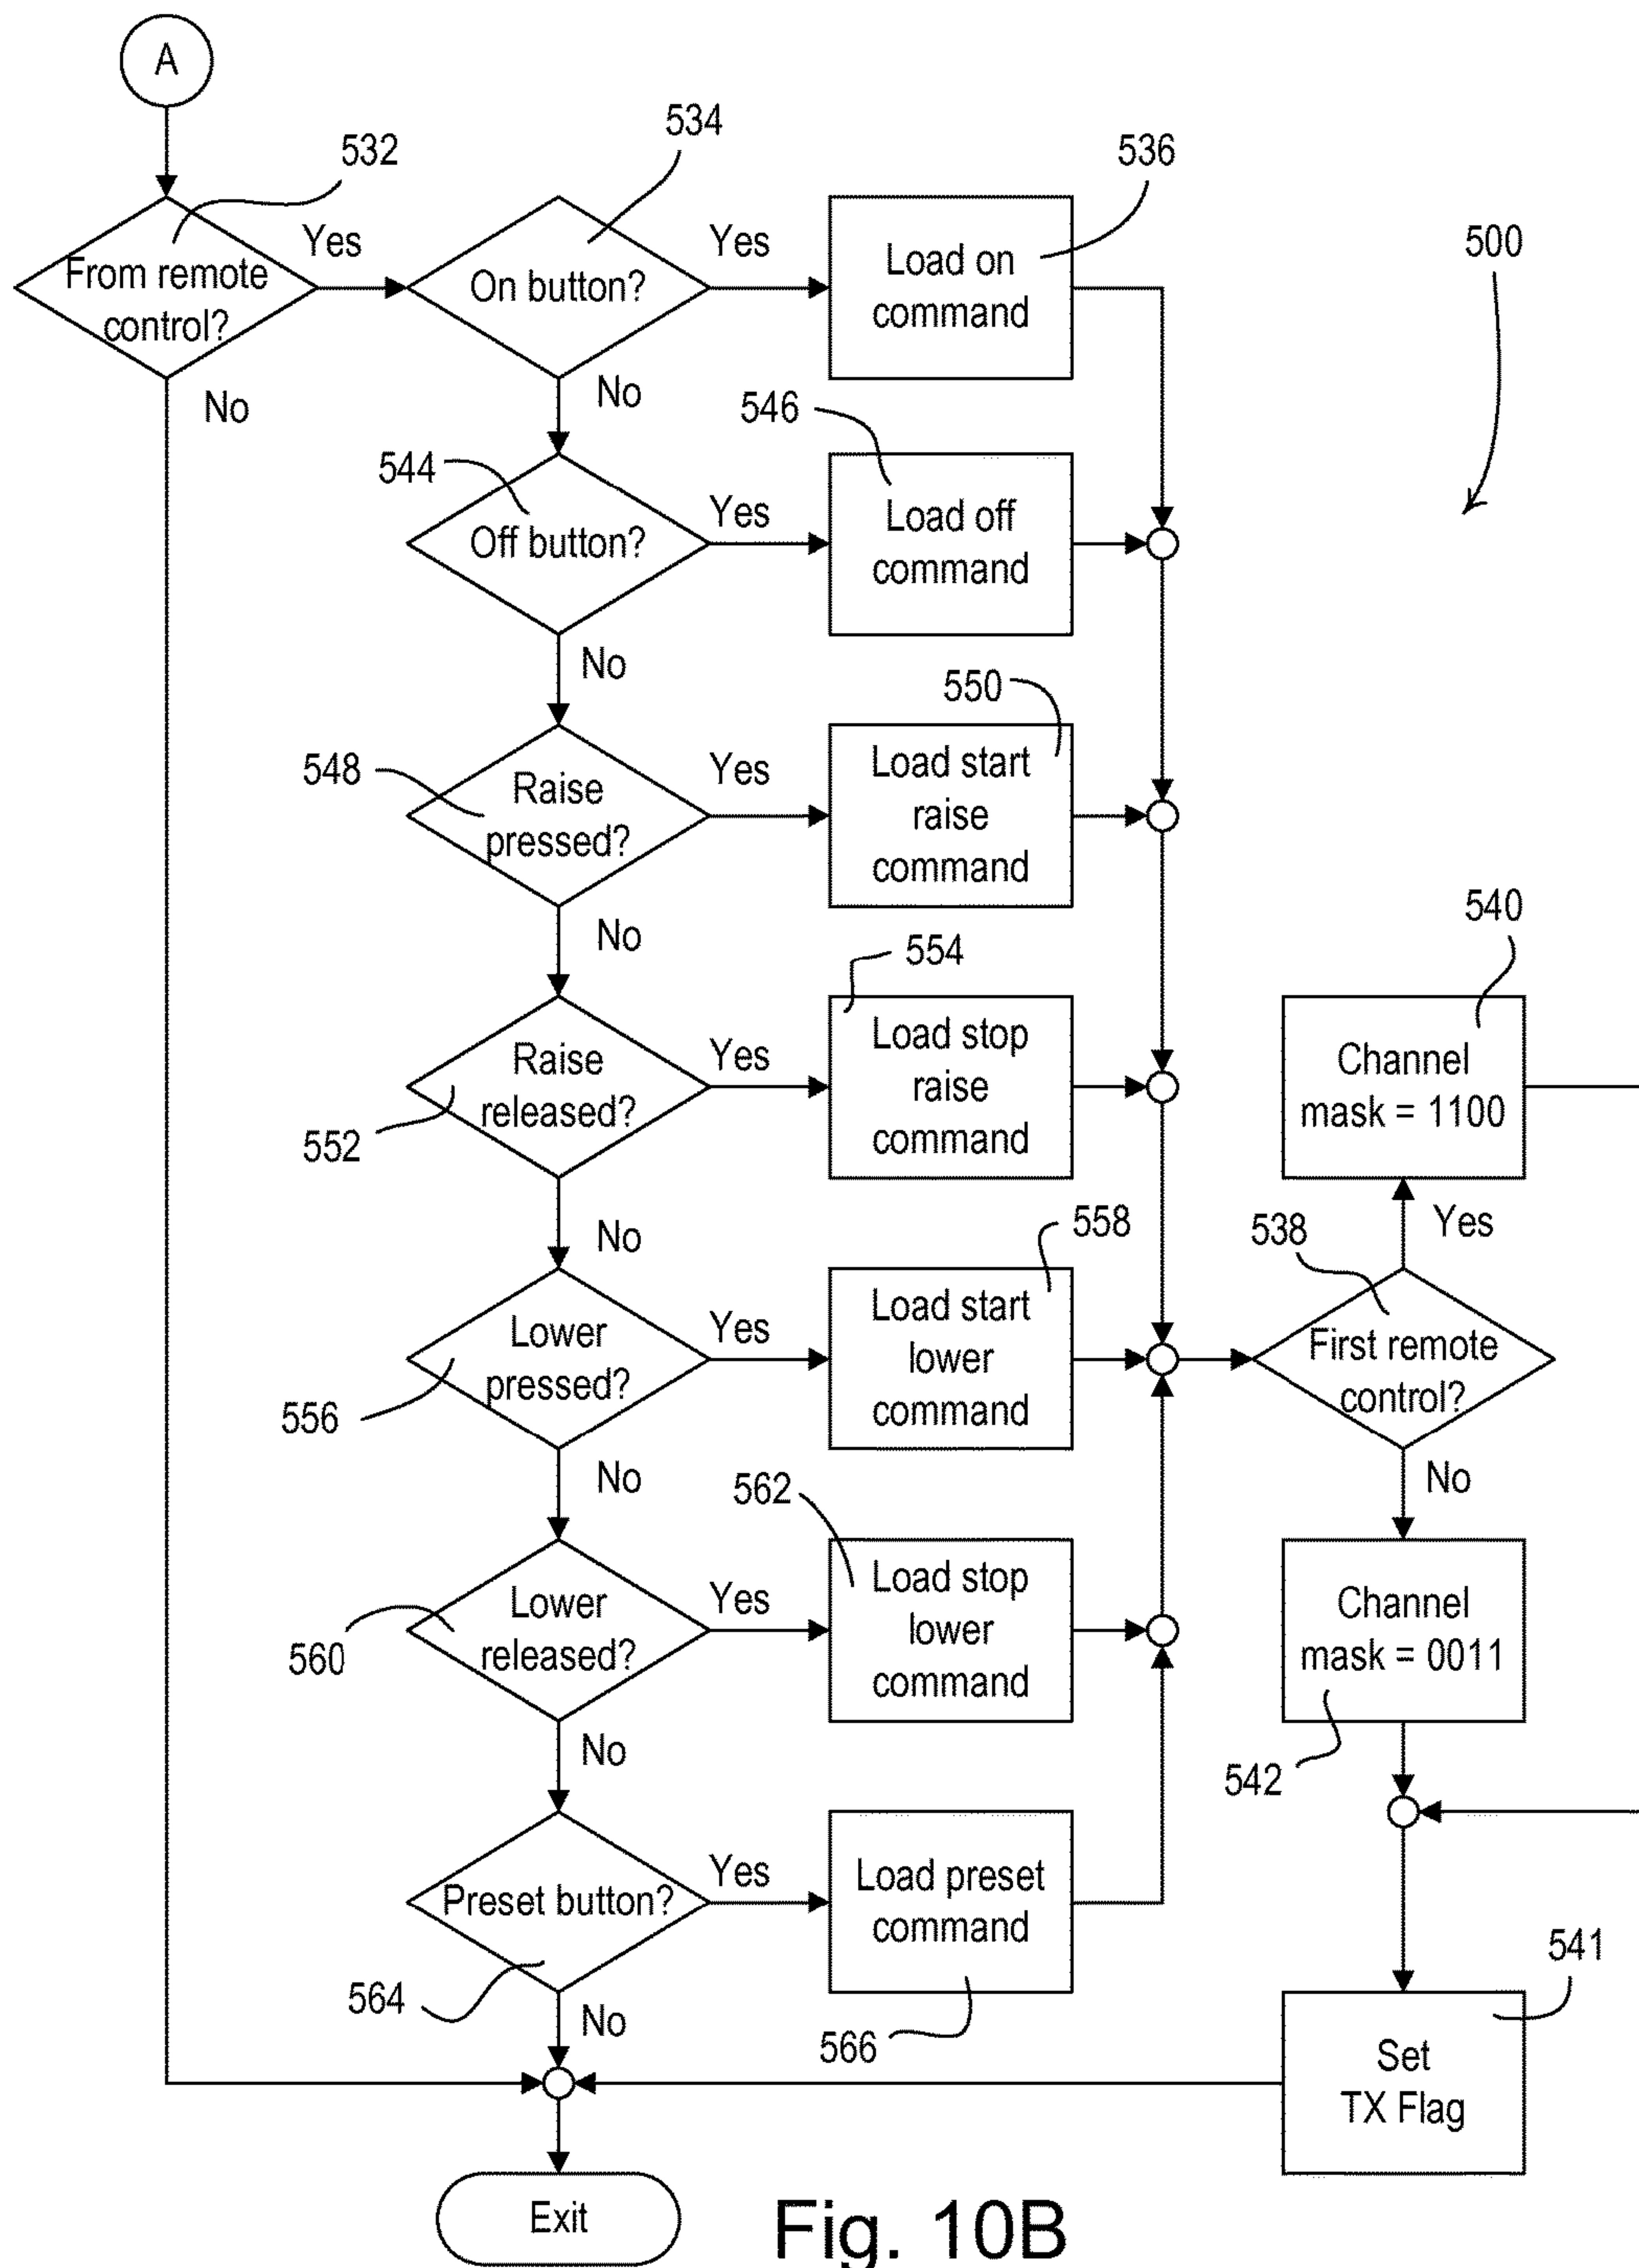 A
532
534
536
500
From remote
control?
Yes
No
On button?
Yes
No
Load on
command
544
Off button?
Yes
No
546
Load off
command
548
Raise
pressed?
Yes
No
550
Load start
raise
command
552
Raise
released?
Yes
No
554
Load stop
raise
command
556
Lower
pressed?
Yes
No
558
Load start
lower
command
560
Lower
released?
Yes
No
562
Load stop
lower
command
564
Preset button?
Yes
No
Load preset
command
566
540
Channel
mask = 1100
Yes
538
First remote
control?
No
Channel
mask = 0011
542
541
Set
TX Flag
Exit
Fig. 10B